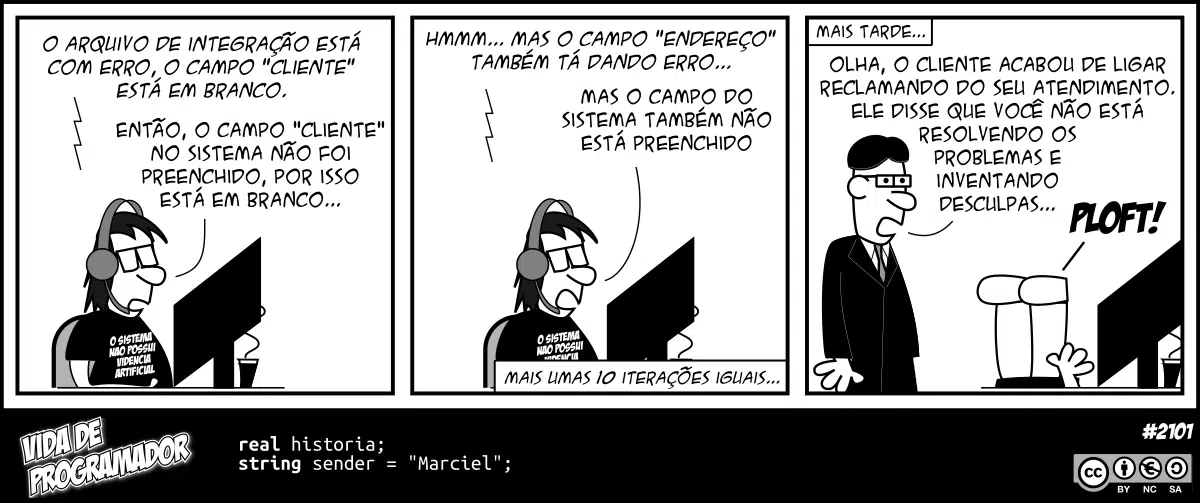 O ARQUIVO DE INTEGRAÇÃO ESTÁ
COM ERRO, O CAMPO "CLIENTE"
ESTÁ EM BRANCO.
ENTÃO, O CAMPO "CLIENTE"
NO SISTEMA NÃO FOI
PREENCHIDO, POR ISSO
ESTÁ EM BRANCO...
O SISTEMA
NAO POSSUI
VIDENCIA
ARTIFICIAL
HMMM... MAS O CAMPO "ENDEREÇO"
TAMBÉM TÁ DANDO ERRO...
MAS O CAMPO DO
SISTEMA TAMBÉM NÃO
ESTÁ PREENCHIDO
O SISTEMA
NAO POSSUI
VIDENCIA
MAIS UMAS 10 ITERAÇÕES IGUAIS...
MAIS TARDE...
OLHA, O CLIENTE ACABOU DE LIGAR
RECLAMANDO DO SEU ATENDIMENTO.
ELE DISSE QUE VOCÊ NÃO ESTÁ
RESOLVENDO OS
PROBLEMAS E
INVENTANDO
DESCULPAS...
PLOFT!
VIDA DE
PROGRAMADOR
real historia;
string sender = "Marciel";
#2101
cc
BY NC SA